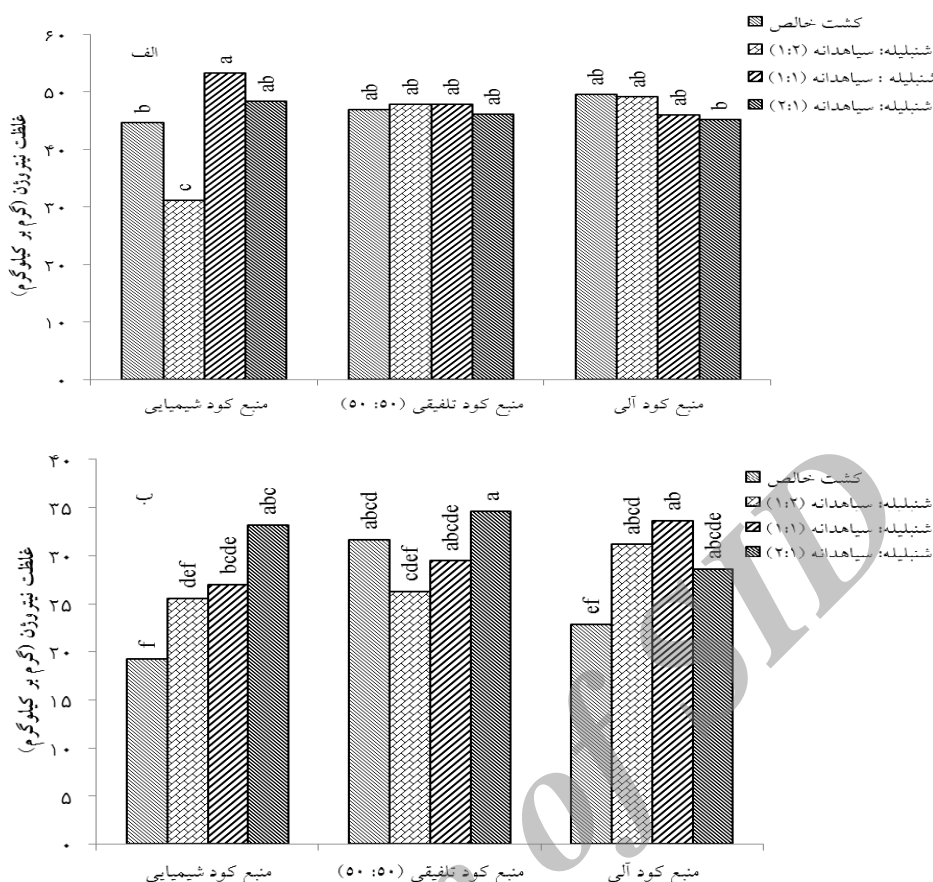 الف
غلظت نیتروژن (گرم بر کیلوگرم)
۶۰
۵۰
۴۰
۳۰
۲۰
۱۰
۰
b c a ab
ab ab ab ab
ab ab ab b
منبع کود شیمیایی
منبع کود تلفیقی (۵۰ :۵۰)
منبع کود آلی
کشت خالص
شنبلیله: سیاهدانه (۱:۲)
شنبلیله : سیاهدانه (۱:۱)
شنبلیله: سیاهدانه (۲:۱)
ب
غلظت نیتروژن (گرم بر کیلوگرم)
۴۰
۳۵
۳۰
۲۵
۲۰
۱۵
۱۰
۵
۰
f def bcde abc
abcd cdef abcde a
ef abcd ab abcde
منبع کود شیمیایی
منبع کود تلفیقی (۵۰ :۵۰)
منبع کود آلی
کشت خالص
شنبلیله: سیاهدانه (۱:۲)
شنبلیله: سیاهدانه (۱:۱)
شنبلیله: سیاهدانه (۲:۱)
of SID